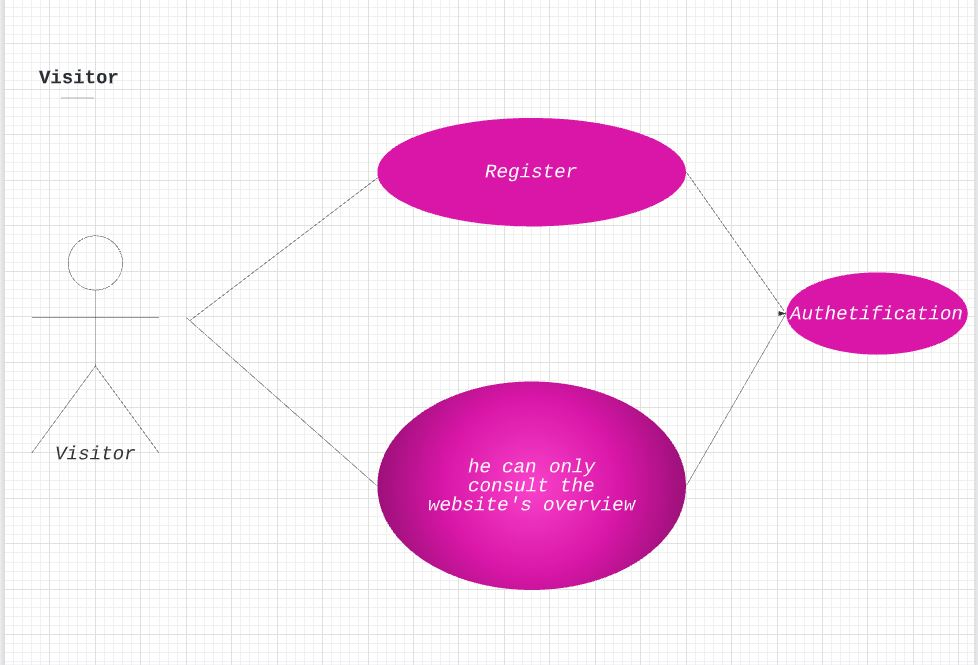 Visitor
Register
Authetification
Visitor
he can only
consult the
website's overview